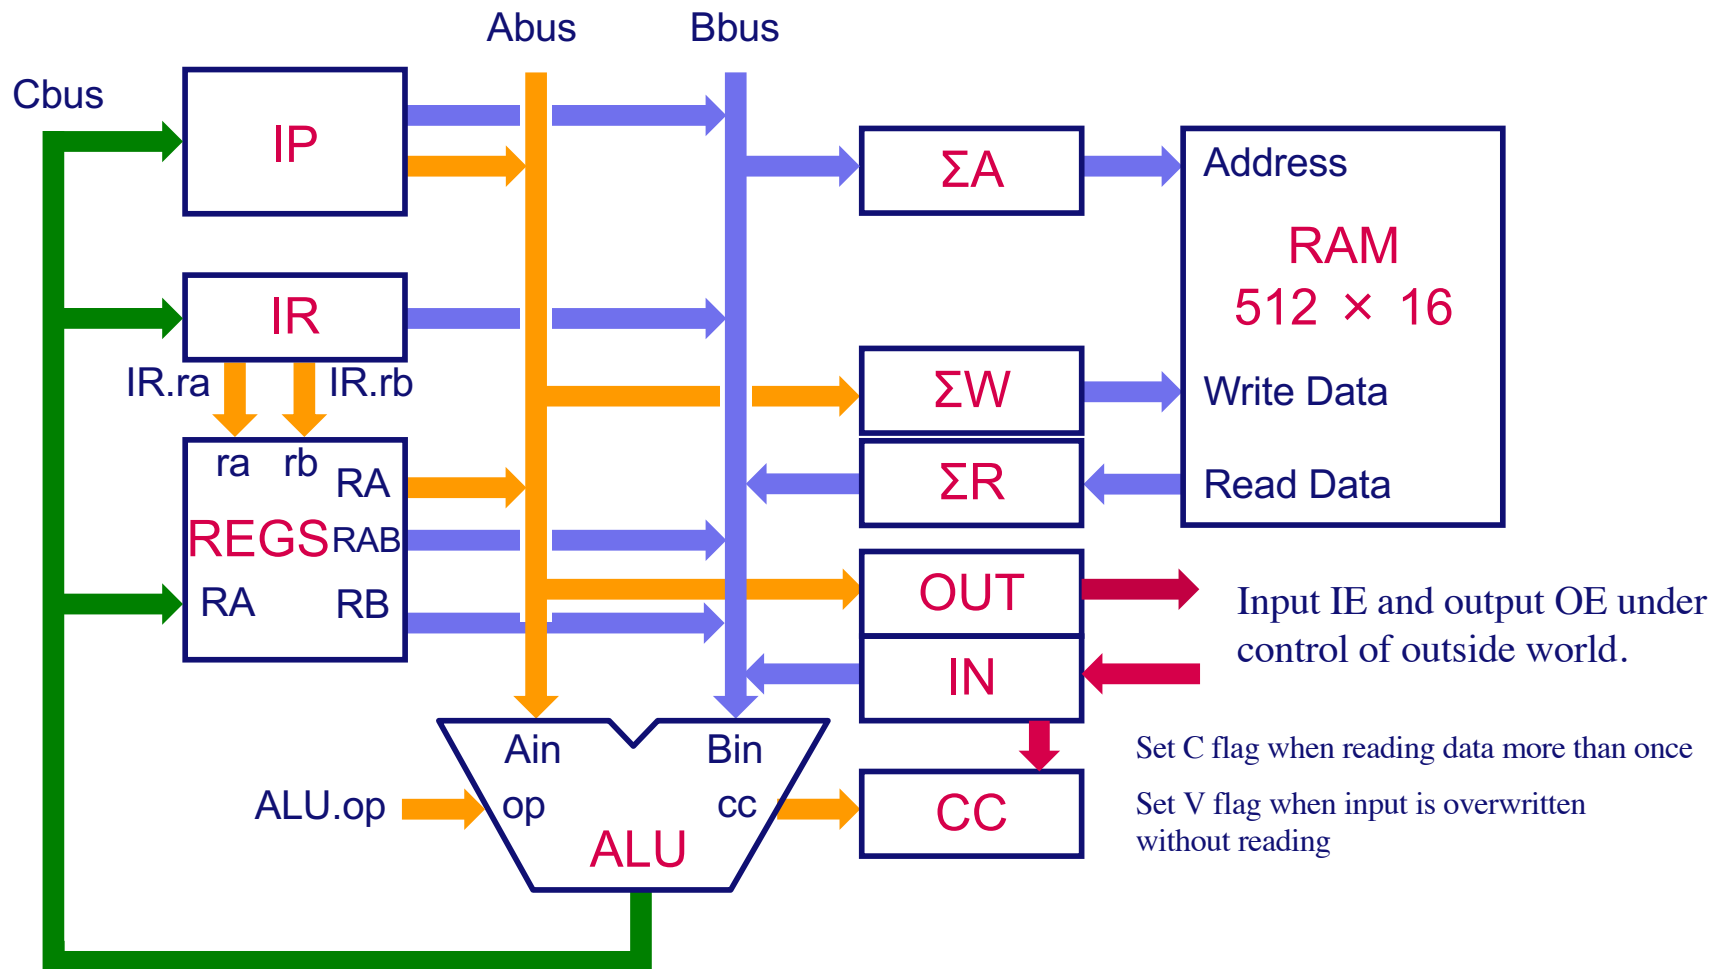 Abus
Bbus
Cbus
IP
ΣA
Address
RAM
512 × 16
IR
IR.ra
IR.rb
ΣW
Write Data
ra
rb
RA
ΣR
Read Data
REGS
RAB
RA
RB
OUT
Input IE and output OE under
control of outside world.
IN
Ain
Bin
Set C flag when reading data more than once
ALU.op
op
cc
CC
Set V flag when input is overwritten
without reading
ALU